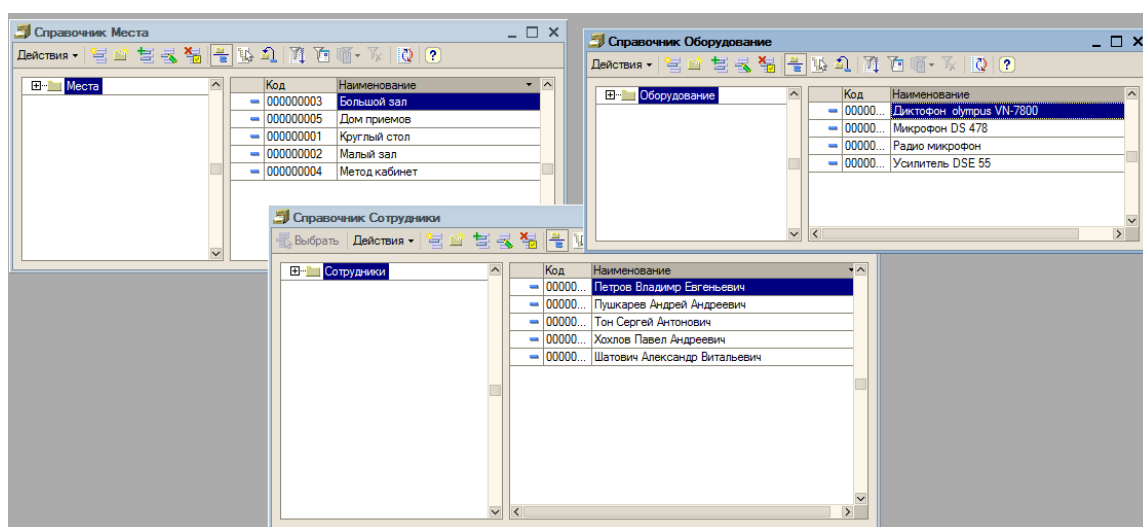 Справочник Места
Действия
Места
Код Наименование
000000003 Большой зал
000000005 Дом приемов
000000001 Круглый стол
000000002 Малый зал
000000004 Метод кабинет
Справочник Оборудование
Действия
Оборудование
Код Наименование
00000... Диктофон olympus VN-7800
00000... Микрофон DS 478
00000... Радио микрофон
00000... Усилитель DSE 55
Справочник Сотрудники
Выбрать Действия
Сотрудники
Код Наименование
00000... Петров Владимр Евгеньевич
00000... Пушкарев Андрей Андреевич
00000... Тон Сергей Антонович
00000... Хохлов Павел Андреевич
00000... Шатович Александр Витальевич